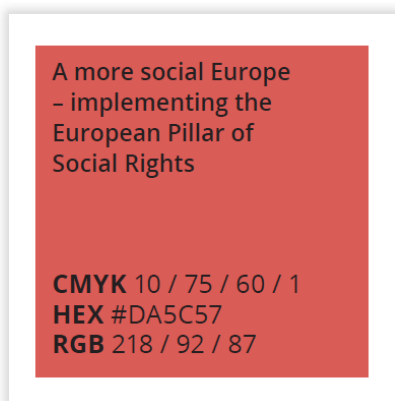 A more social Europe
– implementing the
European Pillar of
Social Rights
CMYK 10 / 75 / 60 / 1
HEX #DA5C57
RGB 218 / 92 / 87